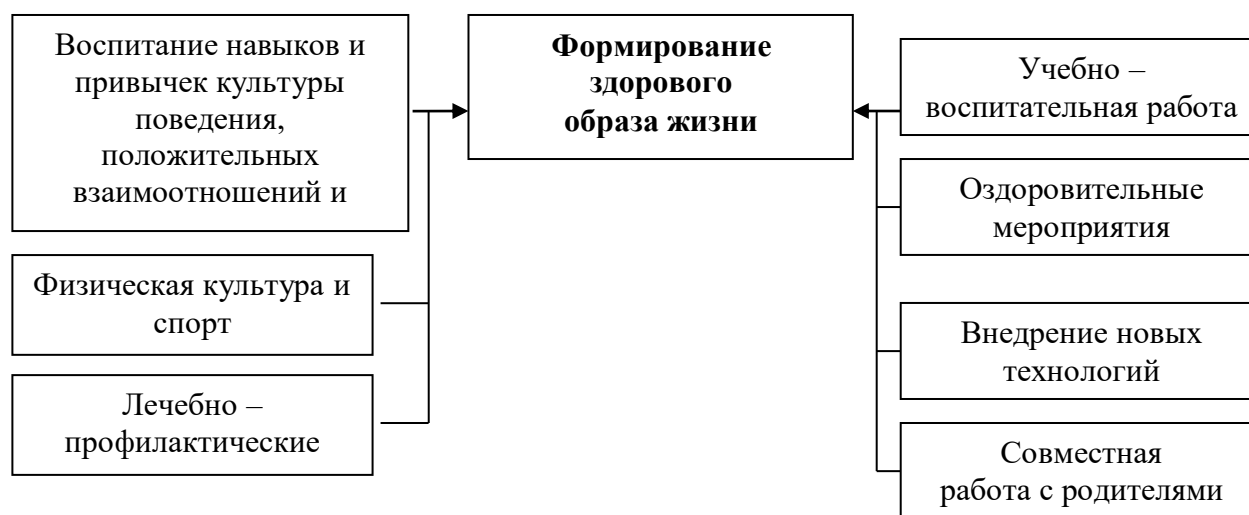 Воспитание навыков и
привычек культуры
поведения,
положительных
взаимоотношений и
Физическая культура и
спорт
Лечебно –
профилактические
Формирование
здорового
образа жизни
Учебно –
воспитательная работа
Оздоровительные
мероприятия
Внедрение новых
технологий
Совместная
работа с родителями